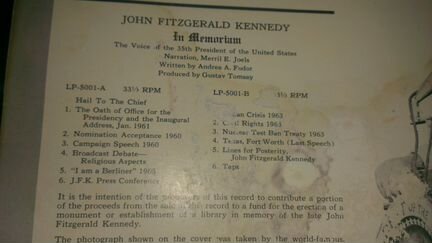 JOHN FITZGERALD KENNEDY
In Memoriam
The Voice of the 35th President of the United States
Narration, Merril E. Joels
Written by Andrea A. Fodor
Produced by Gustav Tomsay
LP-5001-A 33⅓ RPM
Hail To The Chief
1. The Oath of Office for the
Presidency and the Inaugural
Address, Jan. 1961
2. Nomination Acceptance 1960
3. Campaign Speech 1960
4. Broadcast Debate—
Religious Aspects
5. "I am a Berliner" 1963
6. J.F.K. Press Conference
LP-5001-B RPM
Crisis 1963
2. Rights 1963
3. Nuclear Test Ban Treaty 1963
4. Texas, Fort Worth (Last Speech)
5. Lines for Posterity,
John Fitzgerald Kennedy
6. Taps
It is the intention of the of this record to contribute a portion
of the proceeds from the sale of this record to a fund for the erection of a
monument or establishment of a library in memory of the late John
Fitzgerald Kennedy.
The photograph shown on the cover was taken by the world-famous